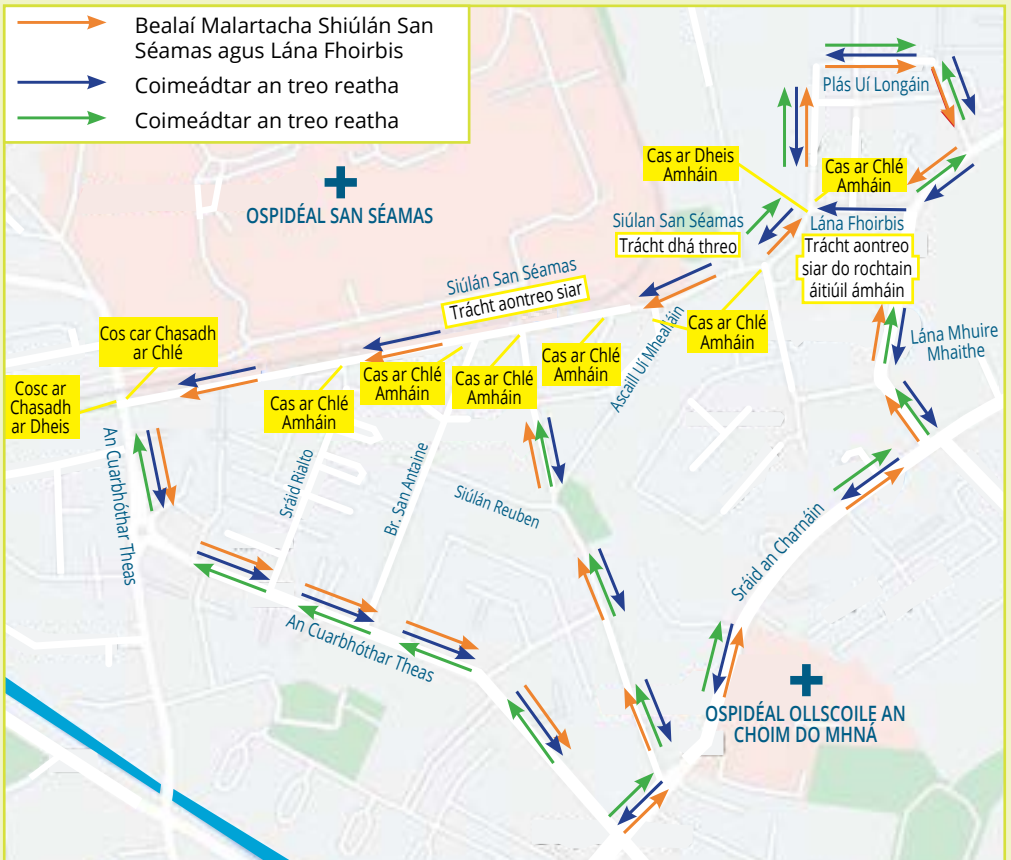 Bealaí Malartacha Shiúlán San
Séamas agus Lána Fhoirbis
Coimeádtar an treo reatha
Coimeádtar an treo reatha
Plás Uí Longáin
Cas ar Dheis
Amháin
Cas ar Chlé
Amháin
OSPIDÉAL SAN SÉAMAS
Siúlan San Séamas
Trácht dhá threo
Lána Fhoirbis
Trácht aontreo
siar do rochtain
áitiúil ámháin
Siúlán San Séamas
Trácht aontreo siar
Cos car Chasadh
ar Chlé
Cas ar Chlé
Amháin
Lána Mhuire
Mhaithe
Cas ar Chlé
Amháin
Ascaill Uí Mhealláin
Cas ar Chlé
Amháin
Cas ar Chlé
Amháin
Cosc ar
Chasadh
ar Dheis
Cas ar Chlé
Amháin
An Cuarbhóthar Theas
Sráid Rialto
Br. San Antaine
Siúlán Reuben
Sráid an Charnáin
An Cuarbhóthar Theas
OSPIDÉAL OLLSCOILE AN
CHOIM DO MHNÁ